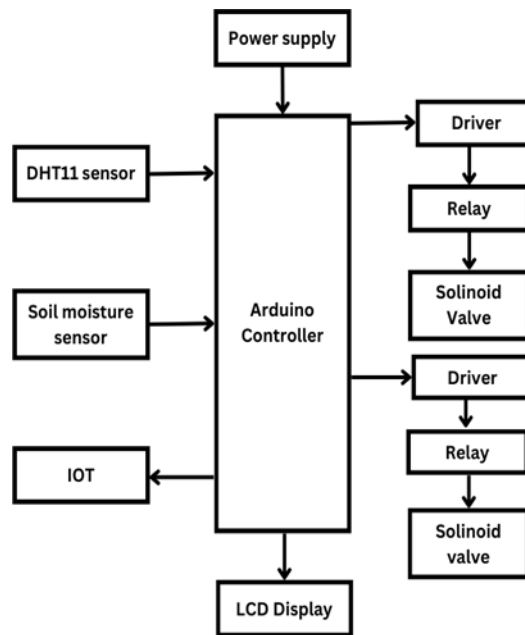 Power supply
Driver
DHT11 sensor
Relay
Solinoid
Valve
Soil moisture
sensor
Arduino
Controller
Driver
Relay
IOT
Solinoid
valve
LCD Display